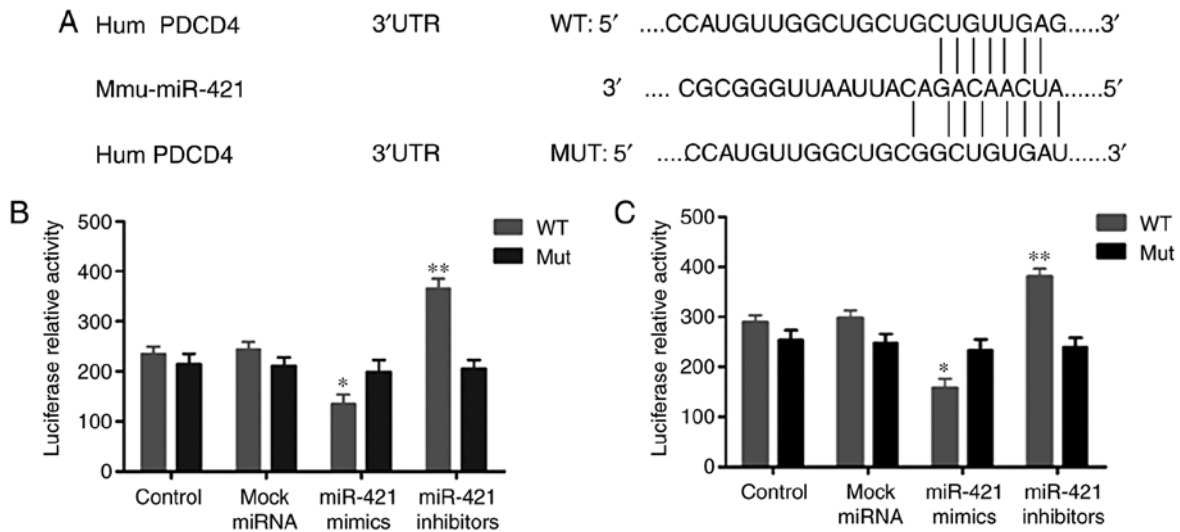 A Hum PDCD4 3′UTR WT: 5′ .....CCAUGUUGGCUGCUGCUGUUGAG.....3′
Mmu-miR-421 3′ .... CGCGGGUUAAUUACAGACAACUA......5′
Hum PDCD4 3′UTR MUT: 5′ .....CCAUGUUGGCUGCGGCUGUGAU......3′
B
Luciferase relative activity
500
400
300
200
100
0
** 
*
WT
Mut
Control
Mock miRNA
miR-421 mimics
miR-421 inhibitors
C
Luciferase relative activity
500
400
300
200
100
0
**
*
WT
Mut
Control
Mock miRNA
miR-421 mimics
miR-421 inhibitors